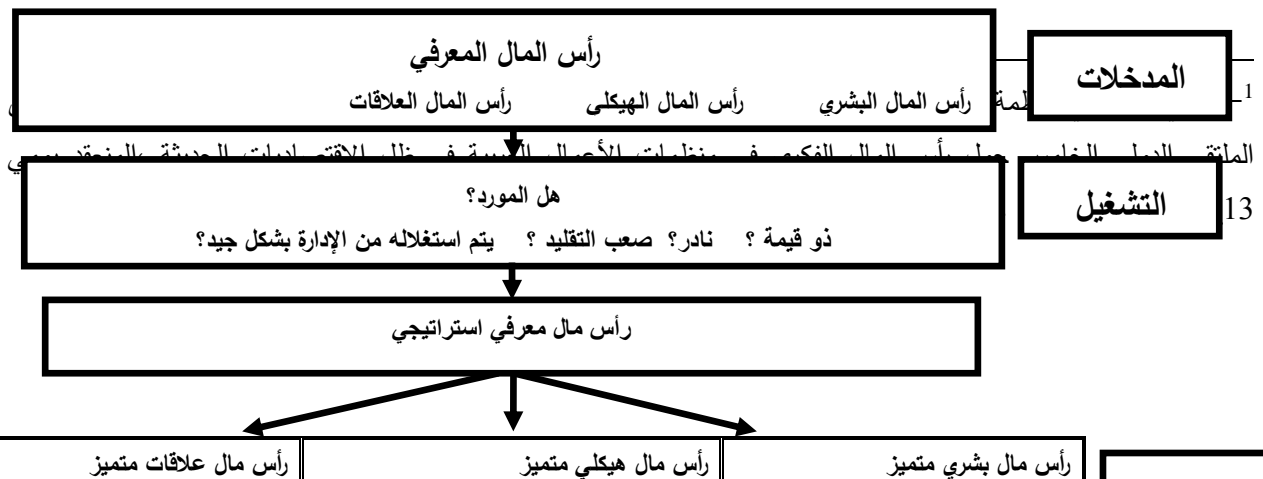 رأس المال المعرفي
المدخلات
رأس المال البشري رأس المال الهيكلى رأس المال العلاقات
1
هل المورد؟
التشغيل
13
ذو قيمة ؟ نادر؟ صعب التقليد ؟ يتم استغلاله من الإدارة بشكل جيد؟
رأس مال معرفي استراتيجي
رأس مال بشري متميز رأس مال هيكلي متميز رأس مال علاقات متميز